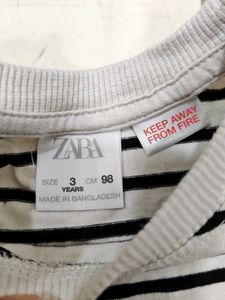 ZARA
SIZE 3 YEARS CM 98
MADE IN BANGLADESH
KEEP AWAY
FROM FIRE